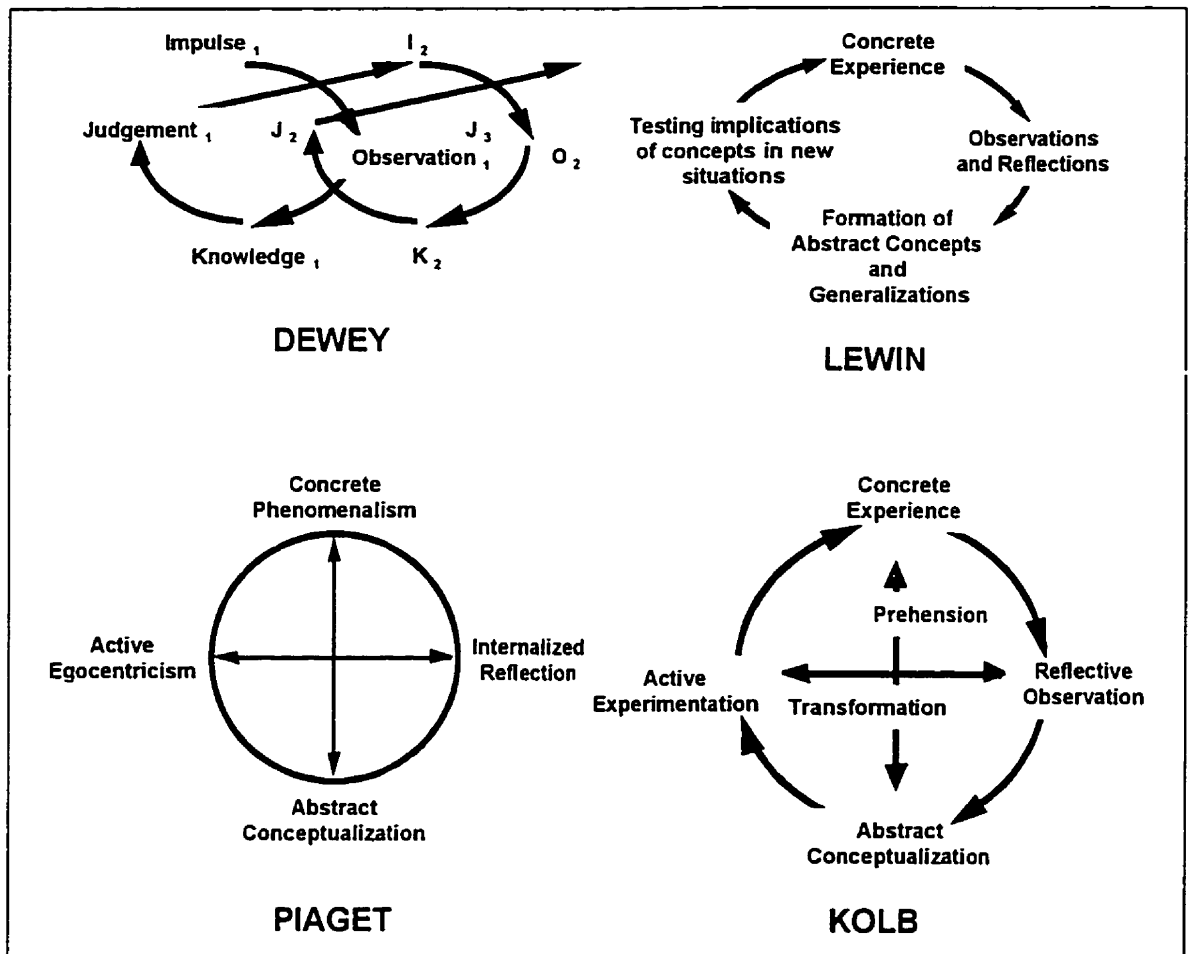 Impulse 1
I 2
Judgement 1
J 2
J 3
Observation 1
O 2
Knowledge 1
K 2
DEWEY
Concrete
Experience
Testing implications
of concepts in new
situations
Observations
and Reflections
Formation of
Abstract Concepts
and
Generalizations
LEWIN
Concrete
Phenomenalism
Active
Egocentricism
Internalized
Reflection
Abstract
Conceptualization
PIAGET
Concrete
Experience
Prehension
Active
Experimentation
Transformation
Reflective
Observation
Abstract
Conceptualization
KOLB